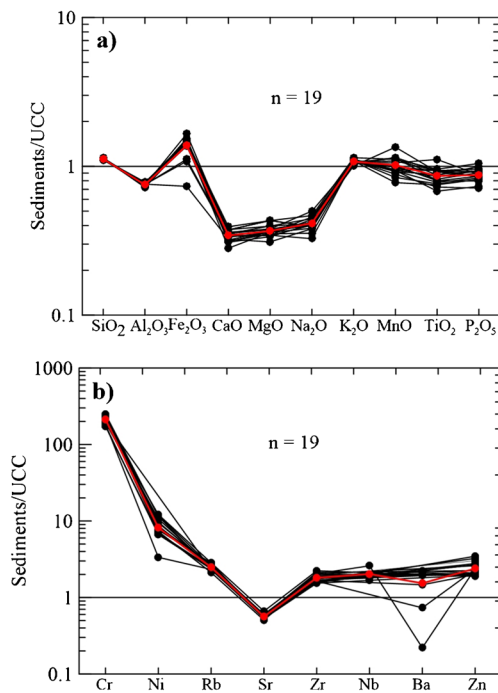 10
a)
n = 19
1
Sediments/UCC
0.1
SiO2 Al2O3 Fe2O3 CaO MgO Na2O K2O MnO TiO2 P2O5
1000
b)
100
n = 19
10
Sediments/UCC
1
0.1
Cr Ni Rb Sr Zr Nb Ba Zn